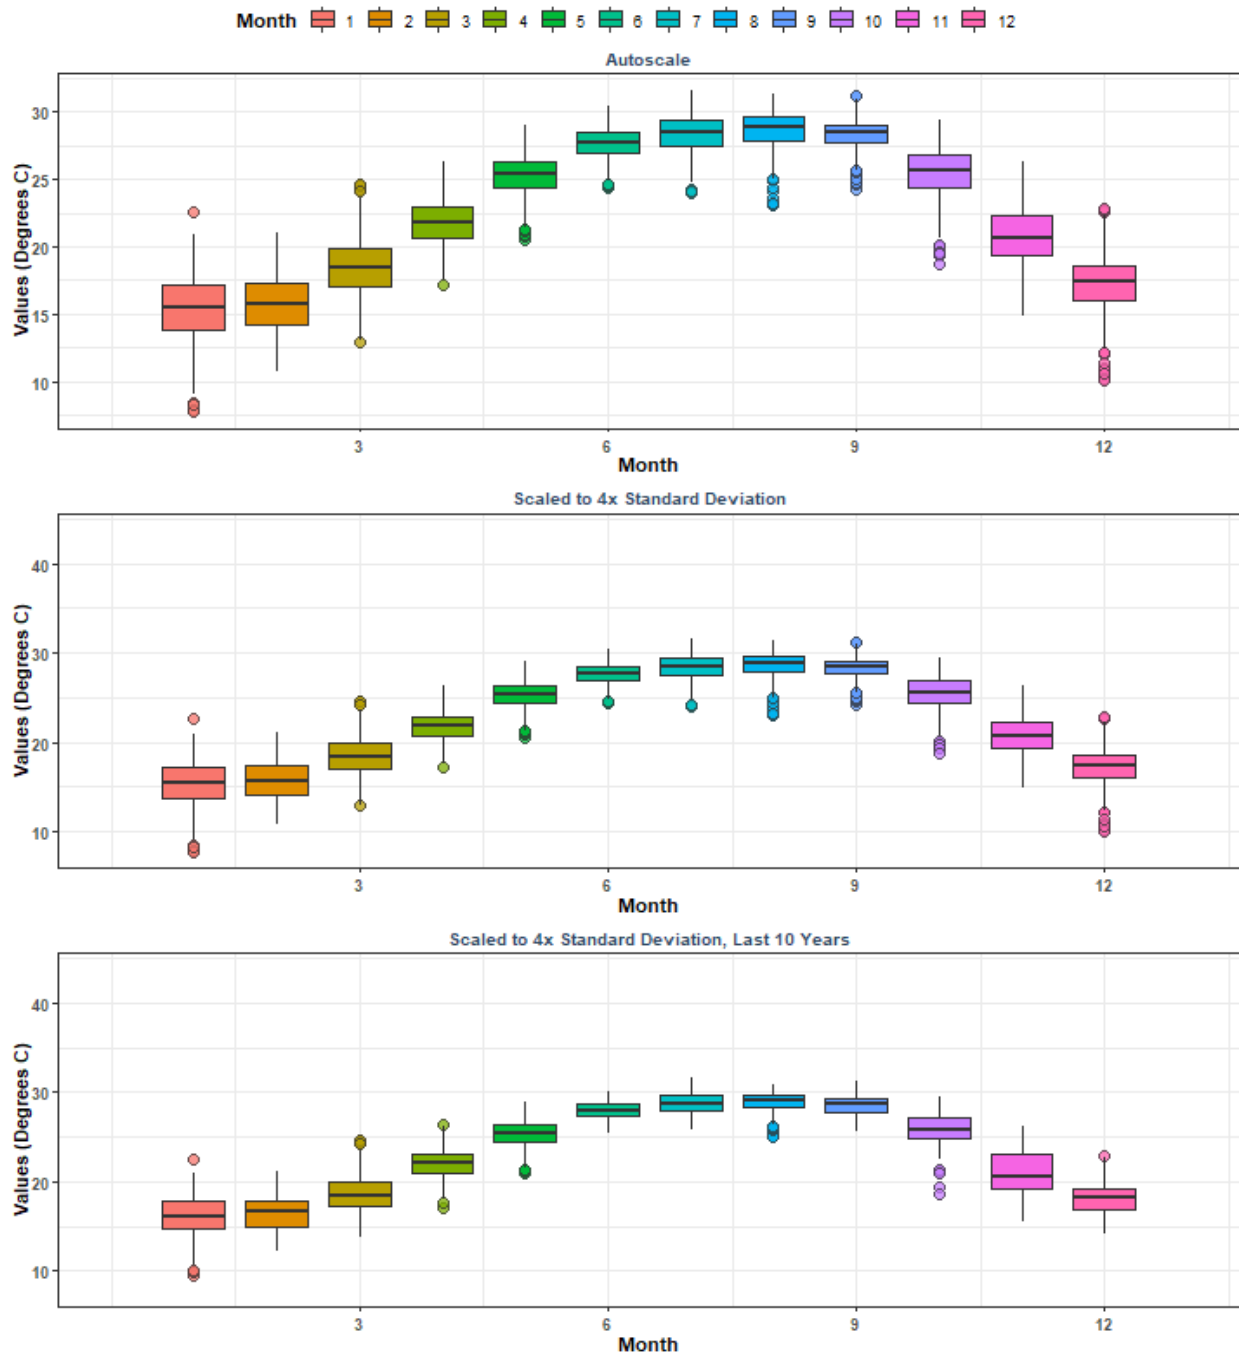 Month 1 2 3 4 5 6 7 8 9 10 11 12
Autoscale
Values (Degrees C)
30
25
20
15
10
3 6 9 12
Month
Scaled to 4x Standard Deviation
Values (Degrees C)
40
30
20
10
3 6 9 12
Month
Scaled to 4x Standard Deviation, Last 10 Years
Values (Degrees C)
40
30
20
10
3 6 9 12
Month